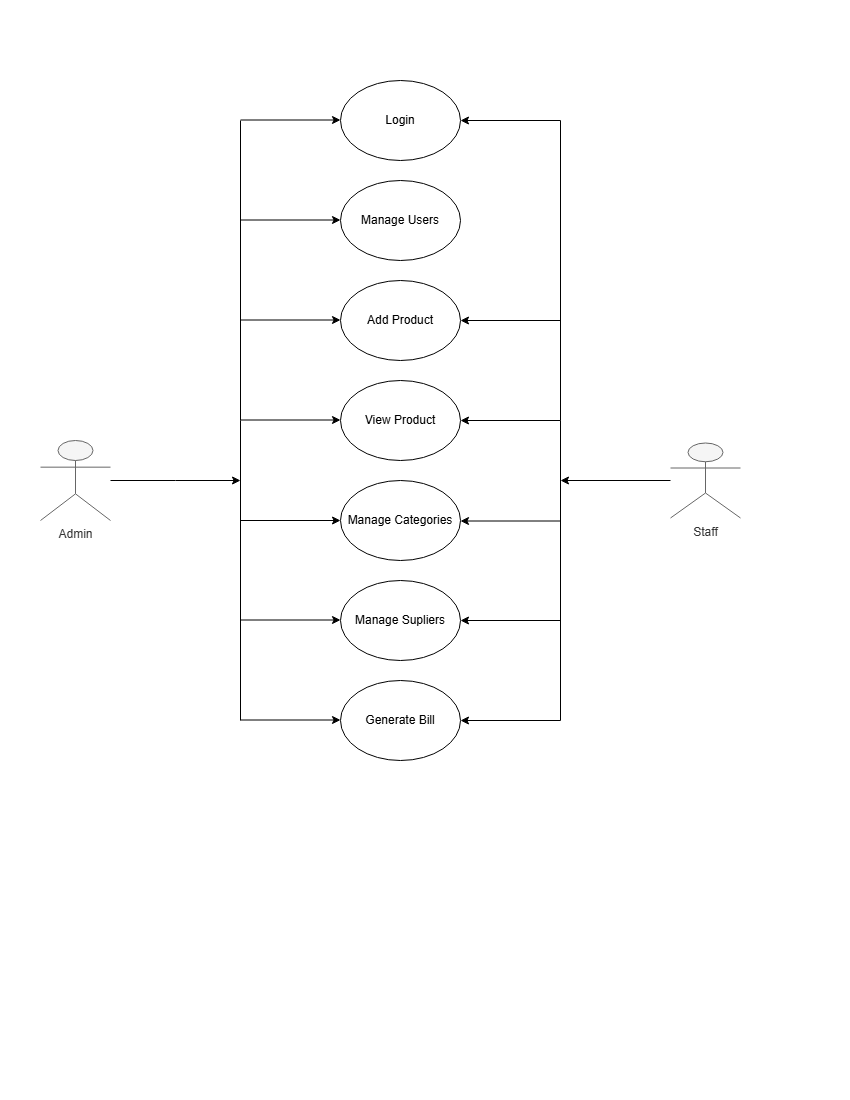 Login
Manage Users
Add Product
View Product
Manage Categories
Manage Supliers
Generate Bill
Admin
Staff